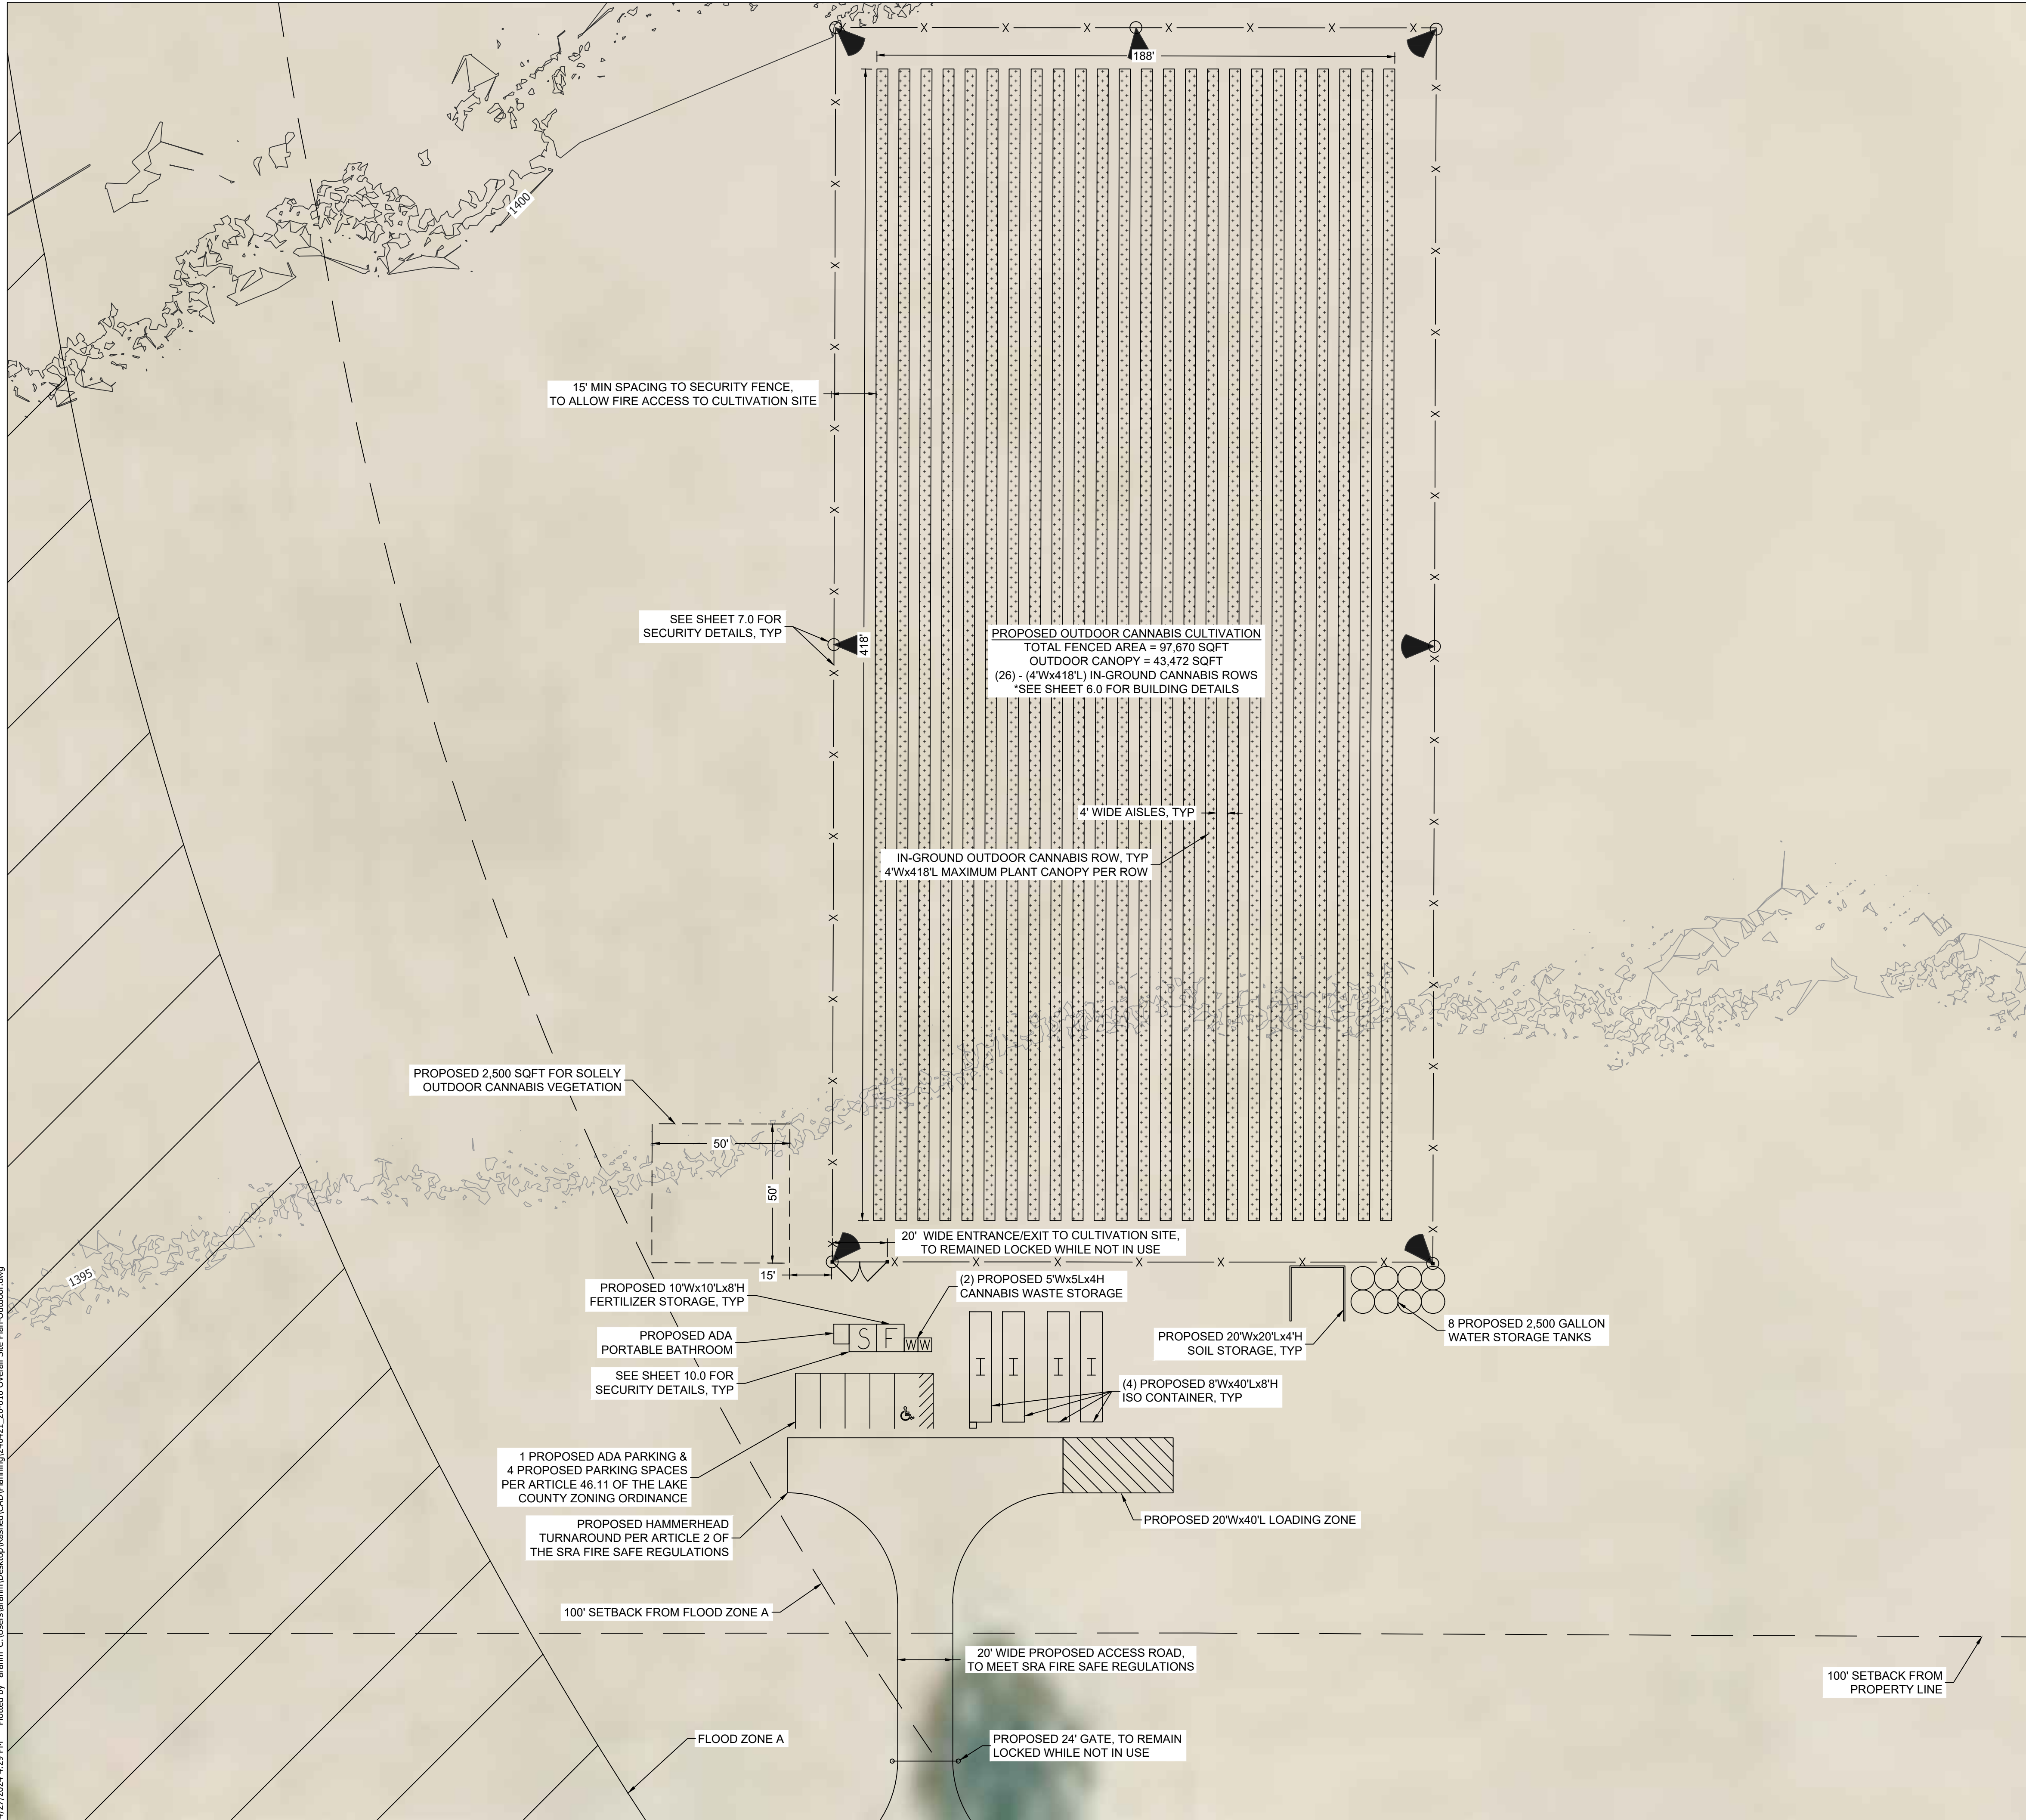 188'
1400
15' MIN SPACING TO SECURITY FENCE,
TO ALLOW FIRE ACCESS TO CULTIVATION SITE
SEE SHEET 7.0 FOR
SECURITY DETAILS, TYP
418'
PROPOSED OUTDOOR CANNABIS CULTIVATION
TOTAL FENCED AREA = 97,670 SQFT
OUTDOOR CANOPY = 43,472 SQFT
(26) - (4'Wx418'L) IN-GROUND CANNABIS ROWS
*SEE SHEET 6.0 FOR BUILDING DETAILS
4' WIDE AISLES, TYP
IN-GROUND OUTDOOR CANNABIS ROW, TYP
4'Wx418'L MAXIMUM PLANT CANOPY PER ROW
PROPOSED 2,500 SQFT FOR SOLELY
OUTDOOR CANNABIS VEGETATION
50'
50'
20' WIDE ENTRANCE/EXIT TO CULTIVATION SITE,
TO REMAINED LOCKED WHILE NOT IN USE
15'
1395
PROPOSED 10'Wx10'Lx8'H
FERTILIZER STORAGE, TYP
(2) PROPOSED 5'Wx5Lx4H
CANNABIS WASTE STORAGE
PROPOSED ADA
PORTABLE BATHROOM
S F W W
I I I I
PROPOSED 20'Wx20'Lx4'H
SOIL STORAGE, TYP
8 PROPOSED 2,500 GALLON
WATER STORAGE TANKS
SEE SHEET 10.0 FOR
SECURITY DETAILS, TYP
(4) PROPOSED 8'Wx40'Lx8'H
ISO CONTAINER, TYP
1 PROPOSED ADA PARKING &
4 PROPOSED PARKING SPACES
PER ARTICLE 46.11 OF THE LAKE
COUNTY ZONING ORDINANCE
PROPOSED HAMMERHEAD
TURNAROUND PER ARTICLE 2 OF
THE SRA FIRE SAFE REGULATIONS
PROPOSED 20'Wx40'L LOADING ZONE
100' SETBACK FROM FLOOD ZONE A
20' WIDE PROPOSED ACCESS ROAD,
TO MEET SRA FIRE SAFE REGULATIONS
100' SETBACK FROM
PROPERTY LINE
FLOOD ZONE A
PROPOSED 24' GATE, TO REMAIN
LOCKED WHILE NOT IN USE